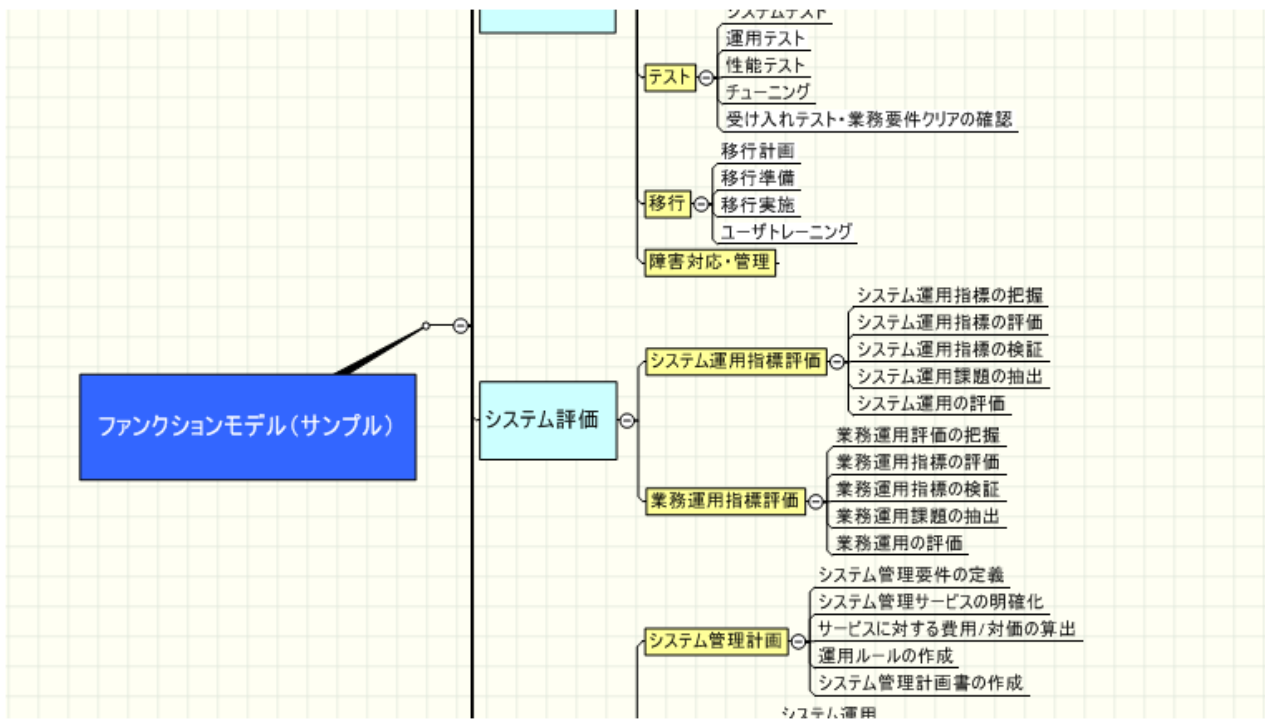 システムテスト
運用テスト
性能テスト
テスト
チューニング
受け入れテスト・業務要件クリアの確認
移行計画
移行準備
移行
移行実施
ユーザトレーニング
障害対応・管理
ファンクションモデル(サンプル)
システム評価
システム運用指標評価
システム運用指標の把握
システム運用指標の評価
システム運用指標の検証
システム運用課題の抽出
システム運用の評価
業務運用指標評価
業務運用評価の把握
業務運用指標の評価
業務運用指標の検証
業務運用課題の抽出
業務運用の評価
システム管理計画
システム管理要件の定義
システム管理サービスの明確化
サービスに対する費用/対価の算出
運用ルールの作成
システム管理計画書の作成
システム運用